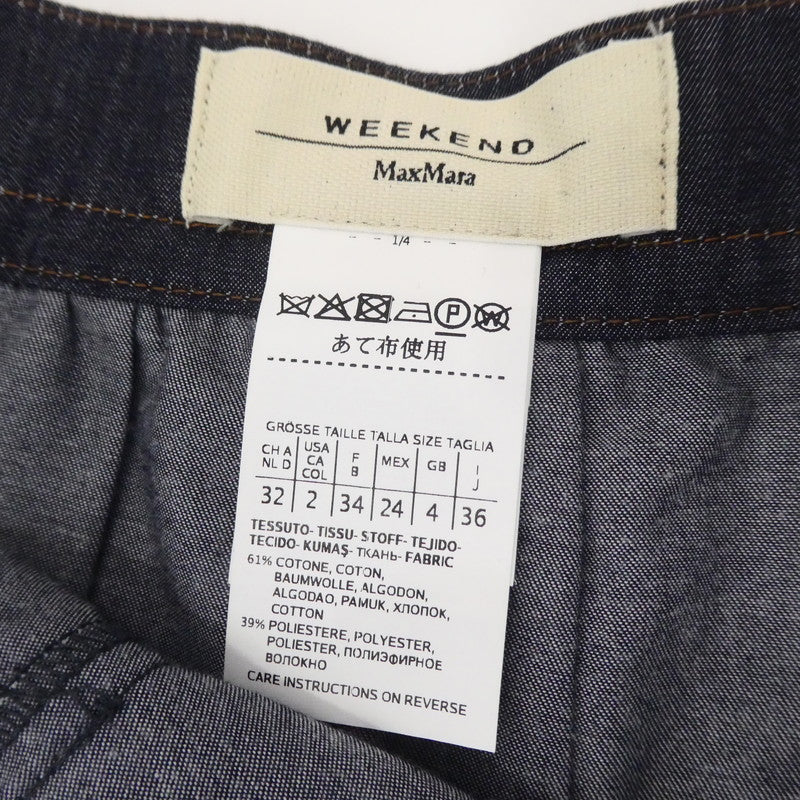 WEEKEND
MaxMara
1/4
P W
あて布使用
GRÖSSE TAILLE TALLA SIZE TAGLIA
CH A NL D USA CA COL F B MEX GB I J
32 2 34 24 4 36
TESSUTO- TISSU- STOFF- TEJIDO-
TECIDO- KUMAŞ- ТКАНЬ- FABRIC
61% COTONE, COTON,
BAUMWOLLE, ALGODON,
ALGODAO, PAMUK, ХЛОПОК,
COTTON
39% POLIESTERE, POLYESTER,
POLIESTER, ПОЛИЭФИРНОЕ
ВОЛОКНО
CARE INSTRUCTIONS ON REVERSE